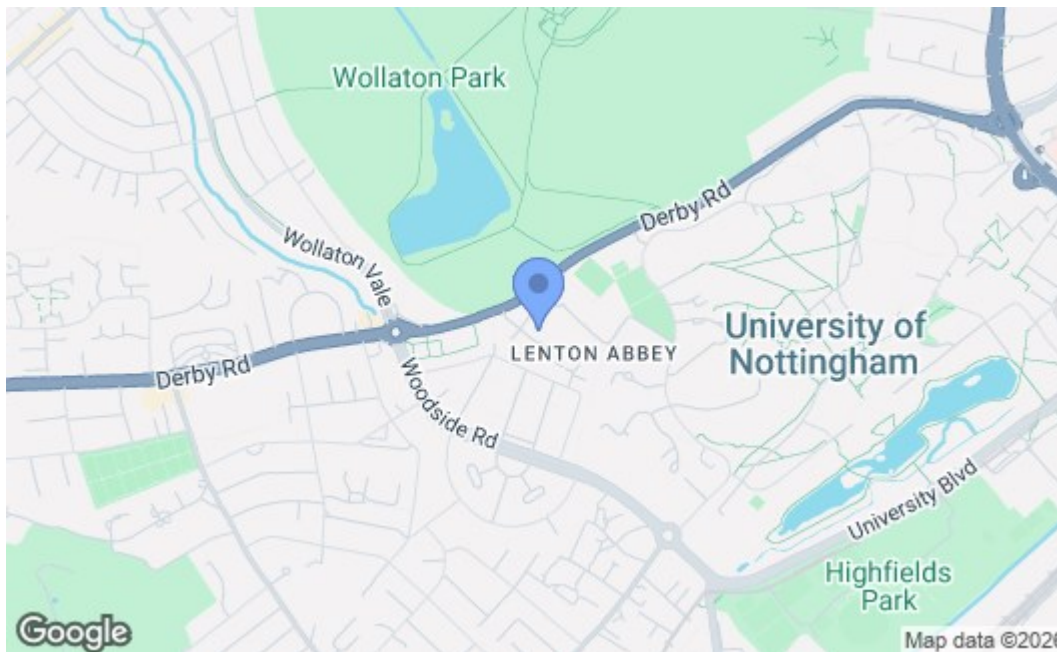 Wollaton Park
Derby Rd
Wollaton Vale
University of
Nottingham
LENTON ABBEY
Derby Rd
Woodside Rd
University Blvd
Highfields
Park
Google
Map data ©2026